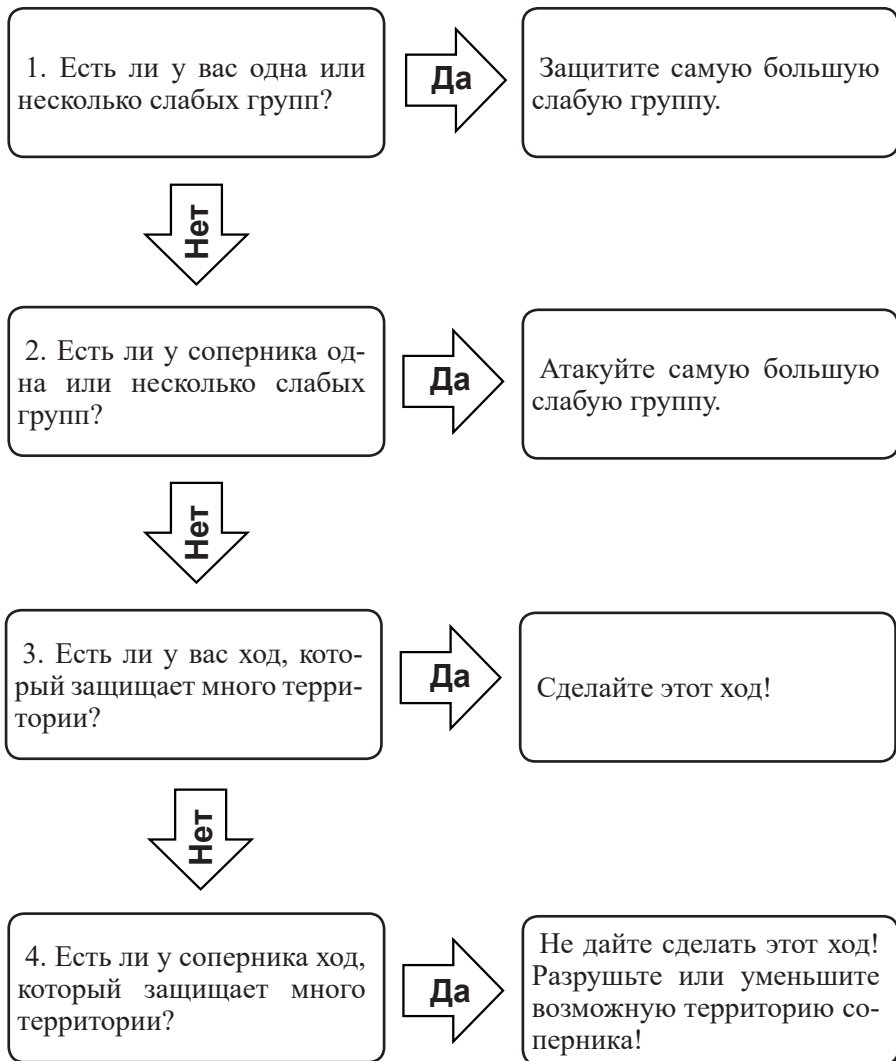 1. Есть ли у вас одна или
несколько слабых групп?
Да
Защитите самую большую
слабую группу.
Нет
2. Есть ли у соперника од-
на или несколько слабых
групп?
Да
Атакуйте самую большую
слабую группу.
Нет
3. Есть ли у вас ход, кото-
рый защищает много терри-
тории?
Да
Сделайте этот ход!
Нет
4. Есть ли у соперника ход,
который защищает много
территории?
Да
Не дайте сделать этот ход!
Разрушьте или уменьшите
возможную территорию со-
перника!